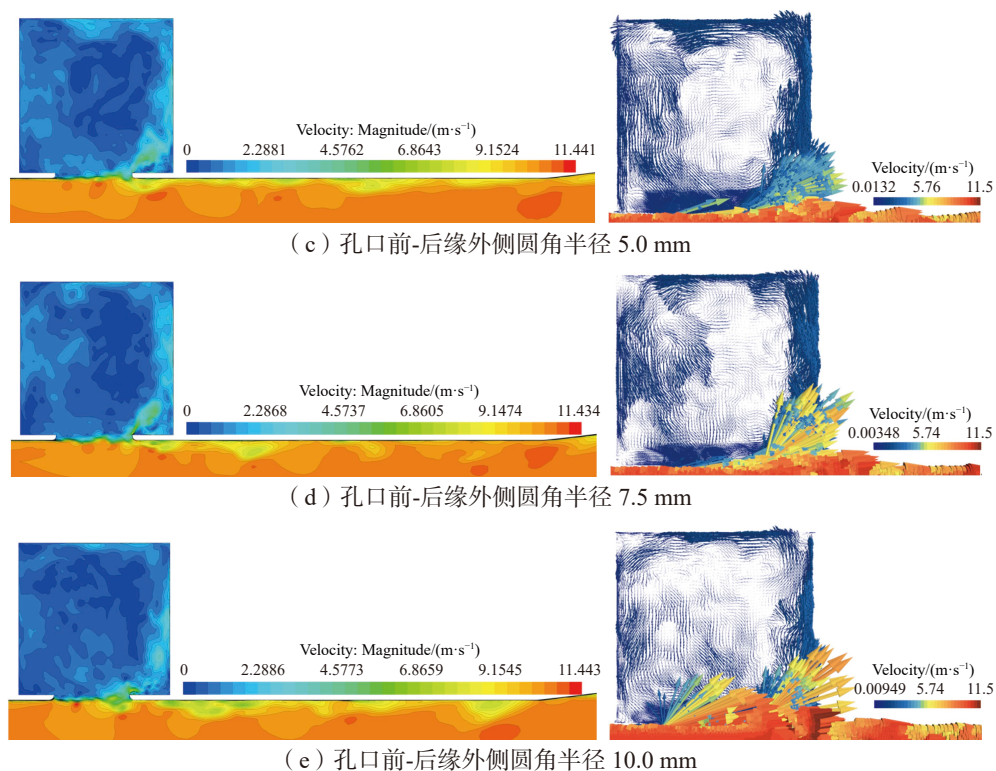 Velocity: Magnitude/(m·s⁻¹)
0 2.2881 4.5762 6.8643 9.1524 11.441
Velocity/(m·s⁻¹)
0.0132 5.76 11.5
（c）孔口前-后缘外侧圆角半径 5.0 mm
Velocity: Magnitude/(m·s⁻¹)
0 2.2868 4.5737 6.8605 9.1474 11.434
Velocity/(m·s⁻¹)
0.00348 5.74 11.5
（d）孔口前-后缘外侧圆角半径 7.5 mm
Velocity: Magnitude/(m·s⁻¹)
0 2.2886 4.5773 6.8659 9.1545 11.443
Velocity/(m·s⁻¹)
0.00949 5.74 11.5
（e）孔口前-后缘外侧圆角半径 10.0 mm